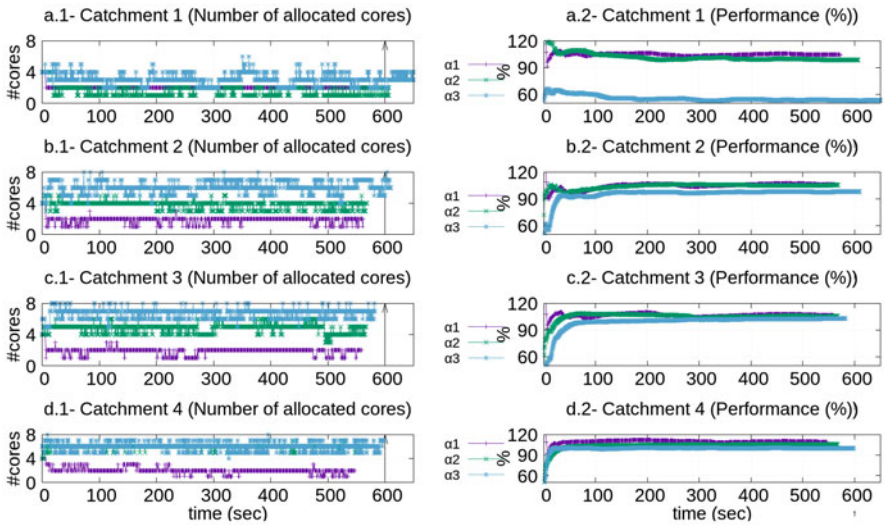 a.1- Catchment 1 (Number of allocated cores)
a.2- Catchment 1 (Performance (%))
#cores
8
4
0
0 100 200 300 400 500 600
α1
α2
α3
%
120
90
60
0 100 200 300 400 500 600
b.1- Catchment 2 (Number of allocated cores)
b.2- Catchment 2 (Performance (%))
#cores
8
4
0
0 100 200 300 400 500 600
α1
α2
α3
%
120
90
60
0 100 200 300 400 500 600
c.1- Catchment 3 (Number of allocated cores)
c.2- Catchment 3 (Performance (%))
#cores
8
4
0
0 100 200 300 400 500 600
α1
α2
α3
%
120
90
60
0 100 200 300 400 500 600
d.1- Catchment 4 (Number of allocated cores)
d.2- Catchment 4 (Performance (%))
#cores
8
4
0
0 100 200 300 400 500 600
time (sec)
α1
α2
α3
%
120
90
60
0 100 200 300 400 500 600
time (sec)